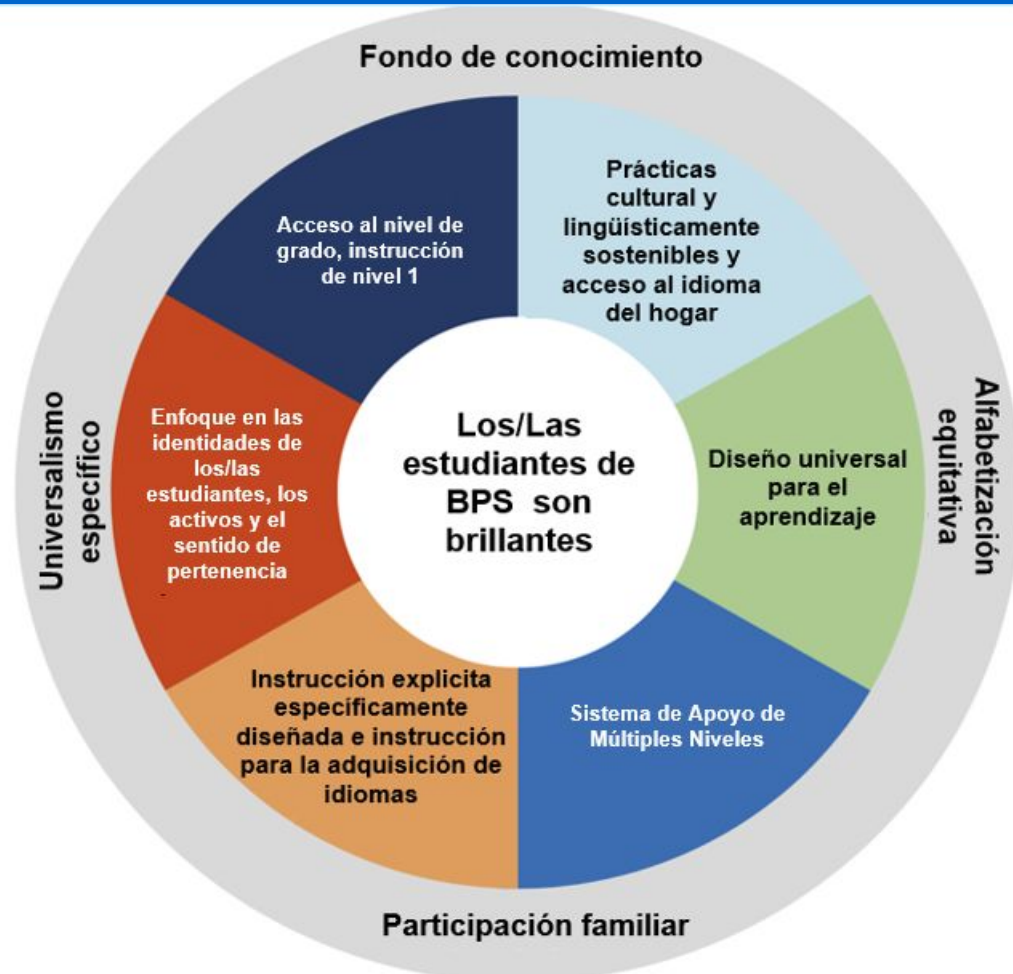 Fondo de conocimiento
Acceso al nivel de
grado, instrucción
de nivel 1
Prácticas
cultural y
lingüísticamente
sostenibles y
acceso al idioma
del hogar
Universalismo
específico
Enfoque en las
identidades de
los/las
estudiantes, los
activos y el
sentido de
pertenencia
Los/Las
estudiantes de
BPS son
brillantes
Diseño universal
para el
aprendizaje
Alfabetización
equitativa
Instrucción explicita
específicamente
diseñada e instrucción
para la adquisición de
idiomas
Sistema de Apoyo de
Múltiples Niveles
Participación familiar